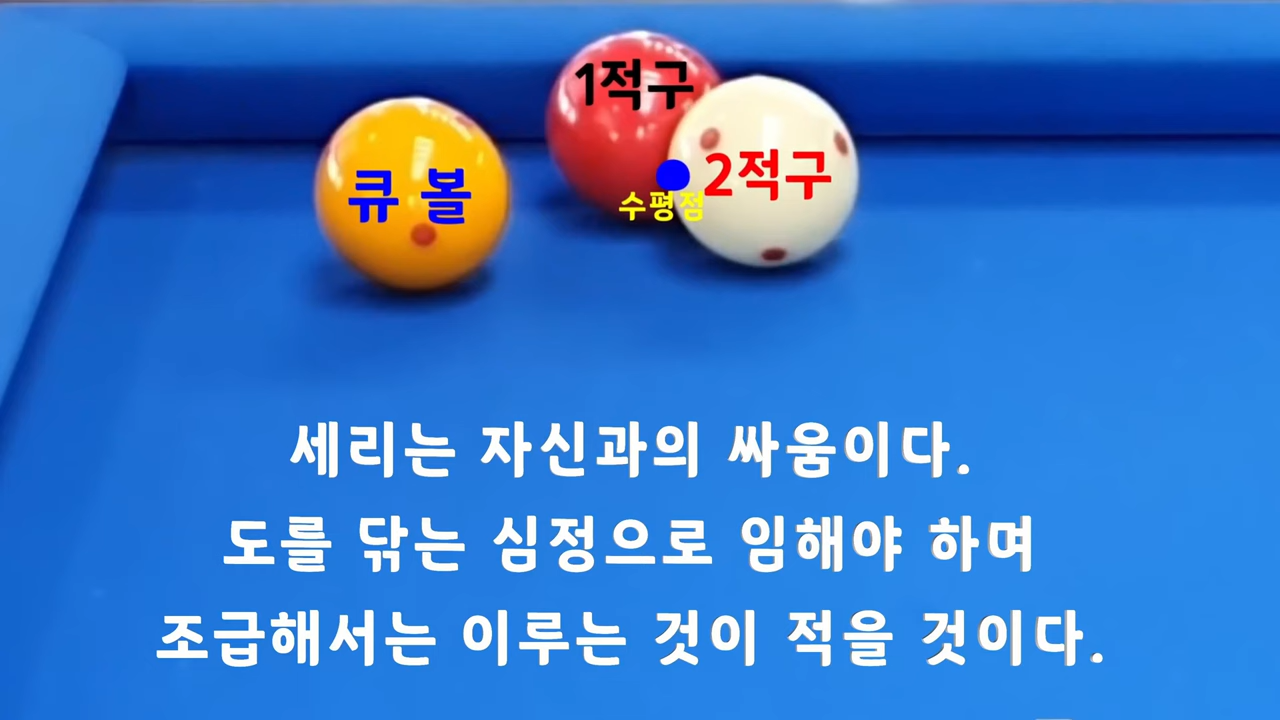 1적구
큐 볼
2적구
수평점
세리는 자신과의 싸움이다.
도를 닦는 심정으로 임해야 하며
조급해서는 이루는 것이 적을 것이다.